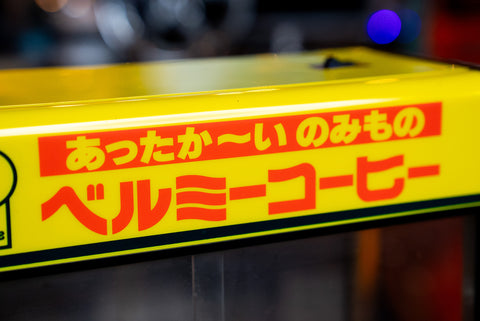 あったか〜い のみもの
ベルミーコーヒー